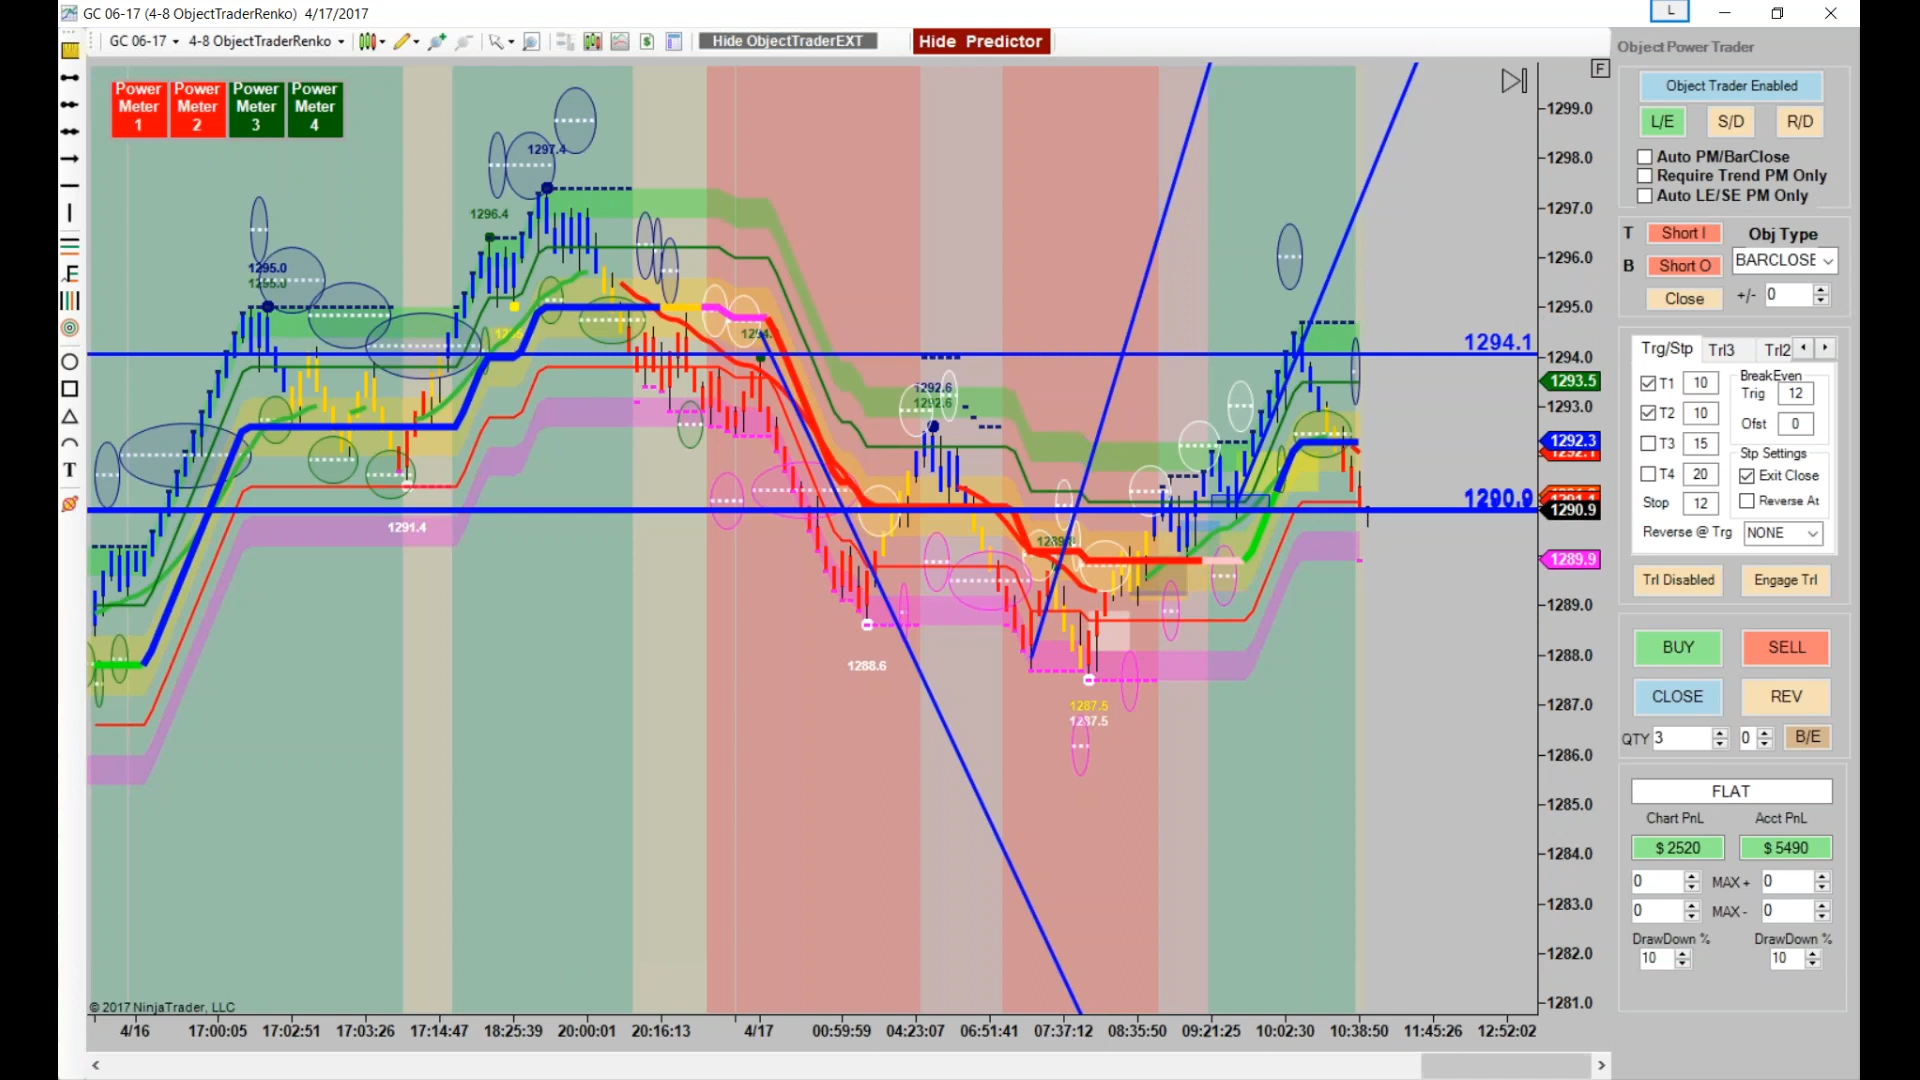 GC 06-17 (4-8 ObjectTraderRenko)  4/17/2017
L
GC 06-17
4-8 ObjectTraderRenko
Hide ObjectTraderEXT
Hide Predictor
F
Power Meter 1
Power Meter 2
Power Meter 3
Power Meter 4
1297.4
1296.4
1295.0
1295.0
1294.1
1292.6
1292.6
1290.9
1291.4
1288.6
1287.5
1287.5
1299.0
1298.0
1297.0
1296.0
1295.0
1294.0
1293.5
1293.0
1292.3
1292.1
1290.9
1289.9
1289.0
1288.0
1287.0
1286.0
1285.0
1284.0
1283.0
1282.0
1281.0
© 2017 NinjaTrader, LLC
4/16
17:00:05
17:02:51
17:03:26
17:14:47
18:25:39
20:00:01
20:16:13
4/17
00:59:59
04:23:07
06:51:41
07:37:12
08:35:50
09:21:25
10:02:30
10:38:50
11:45:26
12:52:02
Object Power Trader
Object Trader Enabled
L/E
S/D
R/D
Auto PM/BarClose
Require Trend PM Only
Auto LE/SE PM Only
T
Short I
Obj Type
B
Short O
BARCLOSE
Close
+/-
0
Trg/Stp
Trl3
Trl2
T1
10
T2
10
T3
15
T4
20
Stop
12
BreakEven
Trig
12
Ofst
0
Stp Settings
Exit Close
Reverse At
Reverse @ Trg
NONE
Trl Disabled
Engage Trl
BUY
SELL
CLOSE
REV
QTY
3
0
B/E
FLAT
Chart PnL
Acct PnL
$ 2520
$ 5490
0
MAX +
0
0
MAX -
0
DrawDown %
DrawDown %
10
10